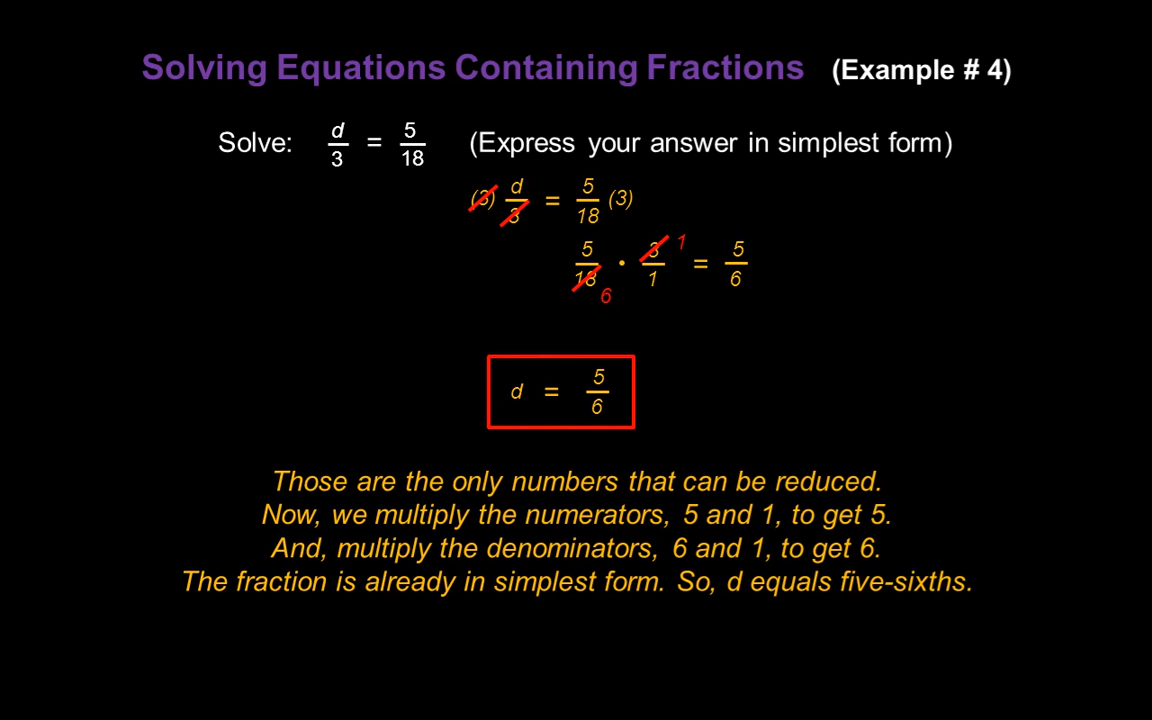 Solving Equations Containing Fractions (Example # 4)
Solve: d/3 = 5/18 (Express your answer in simplest form)
(3) d/3 = 5/18 (3)
5/18 6 • 3/1 1 = 5/6
d = 5/6
Those are the only numbers that can be reduced.
Now, we multiply the numerators, 5 and 1, to get 5.
And, multiply the denominators, 6 and 1, to get 6.
The fraction is already in simplest form. So, d equals five-sixths.